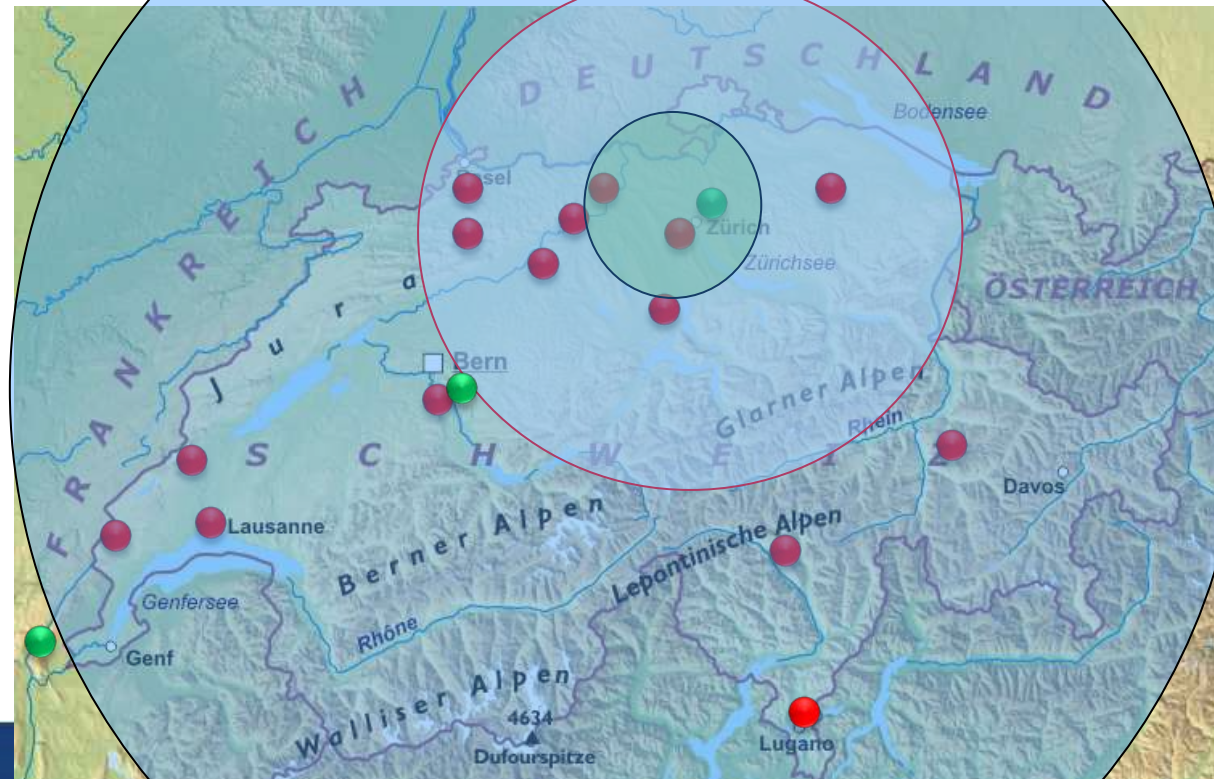 DEUTSCHLAND
FRANKREICH
Bodensee
Basel
Zürich
Zürichsee
ÖSTERREICH
Jura
Bern
Glarner Alpen
Rhein
SCHWEIZ
Davos
Lausanne
Berner Alpen
Lepontinische Alpen
Genfersee
Rhône
Genf
Walliser Alpen
4634
Dufourspitze
Lugano